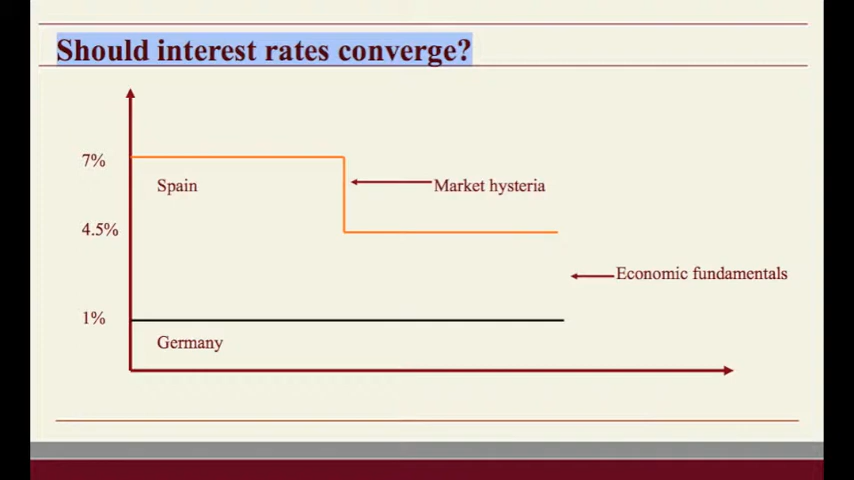 Should interest rates converge?
7%
Spain
Market hysteria
4.5%
Economic fundamentals
1%
Germany